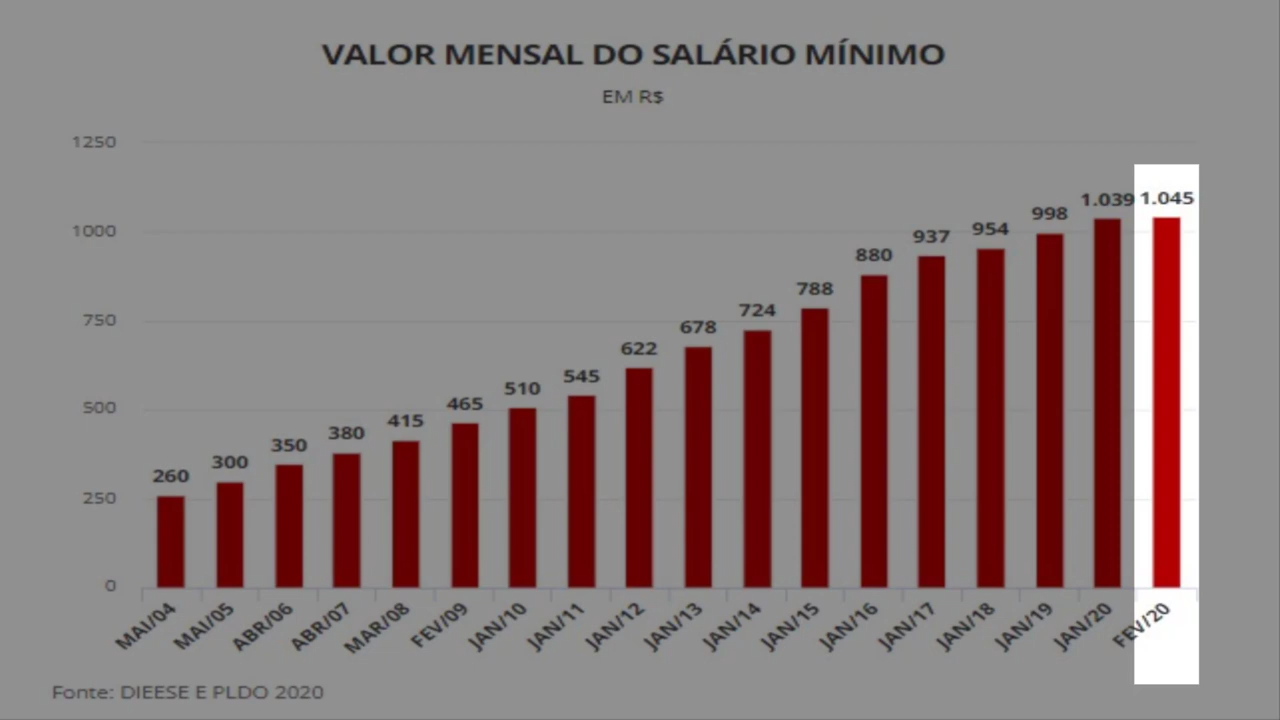 VALOR MENSAL DO SALÁRIO MÍNIMO
EM R$
1250
1000
750
500
250
0
260
300
350
380
415
465
510
545
622
678
724
788
880
937
954
998
1.039
1.045
MAI/04
MAI/05
ABR/06
ABR/07
MAR/08
FEV/09
JAN/10
JAN/11
JAN/12
JAN/13
JAN/14
JAN/15
JAN/16
JAN/17
JAN/18
JAN/19
JAN/20
FEV/20
Fonte: DIEESE E PLDO 2020